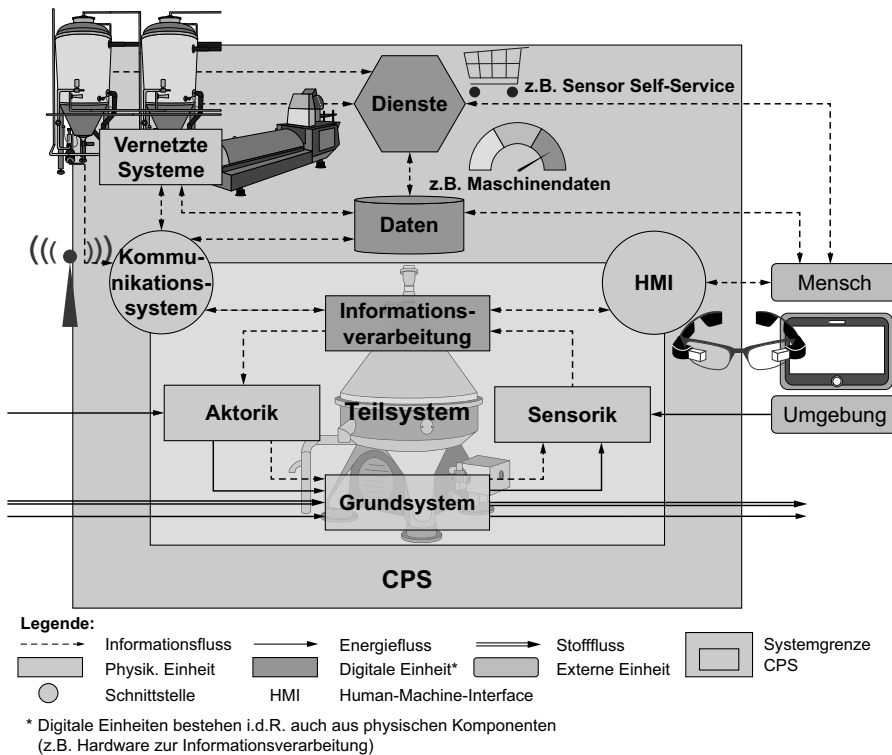 Dienste
z.B. Sensor Self-Service
Vernetzte
Systeme
z.B. Maschinendaten
Daten
Kommu-
nikations-
system
HMI
Mensch
Informations-
verarbeitung
Aktorik
Teilsystem
Sensorik
Umgebung
Grundsystem
CPS
Legende:
Informationsfluss
Energiefluss
Stofffluss
Systemgrenze
CPS
Physik. Einheit
Digitale Einheit*
Externe Einheit
Schnittstelle
HMI
Human-Machine-Interface
* Digitale Einheiten bestehen i.d.R. auch aus physischen Komponenten
(z.B. Hardware zur Informationsverarbeitung)